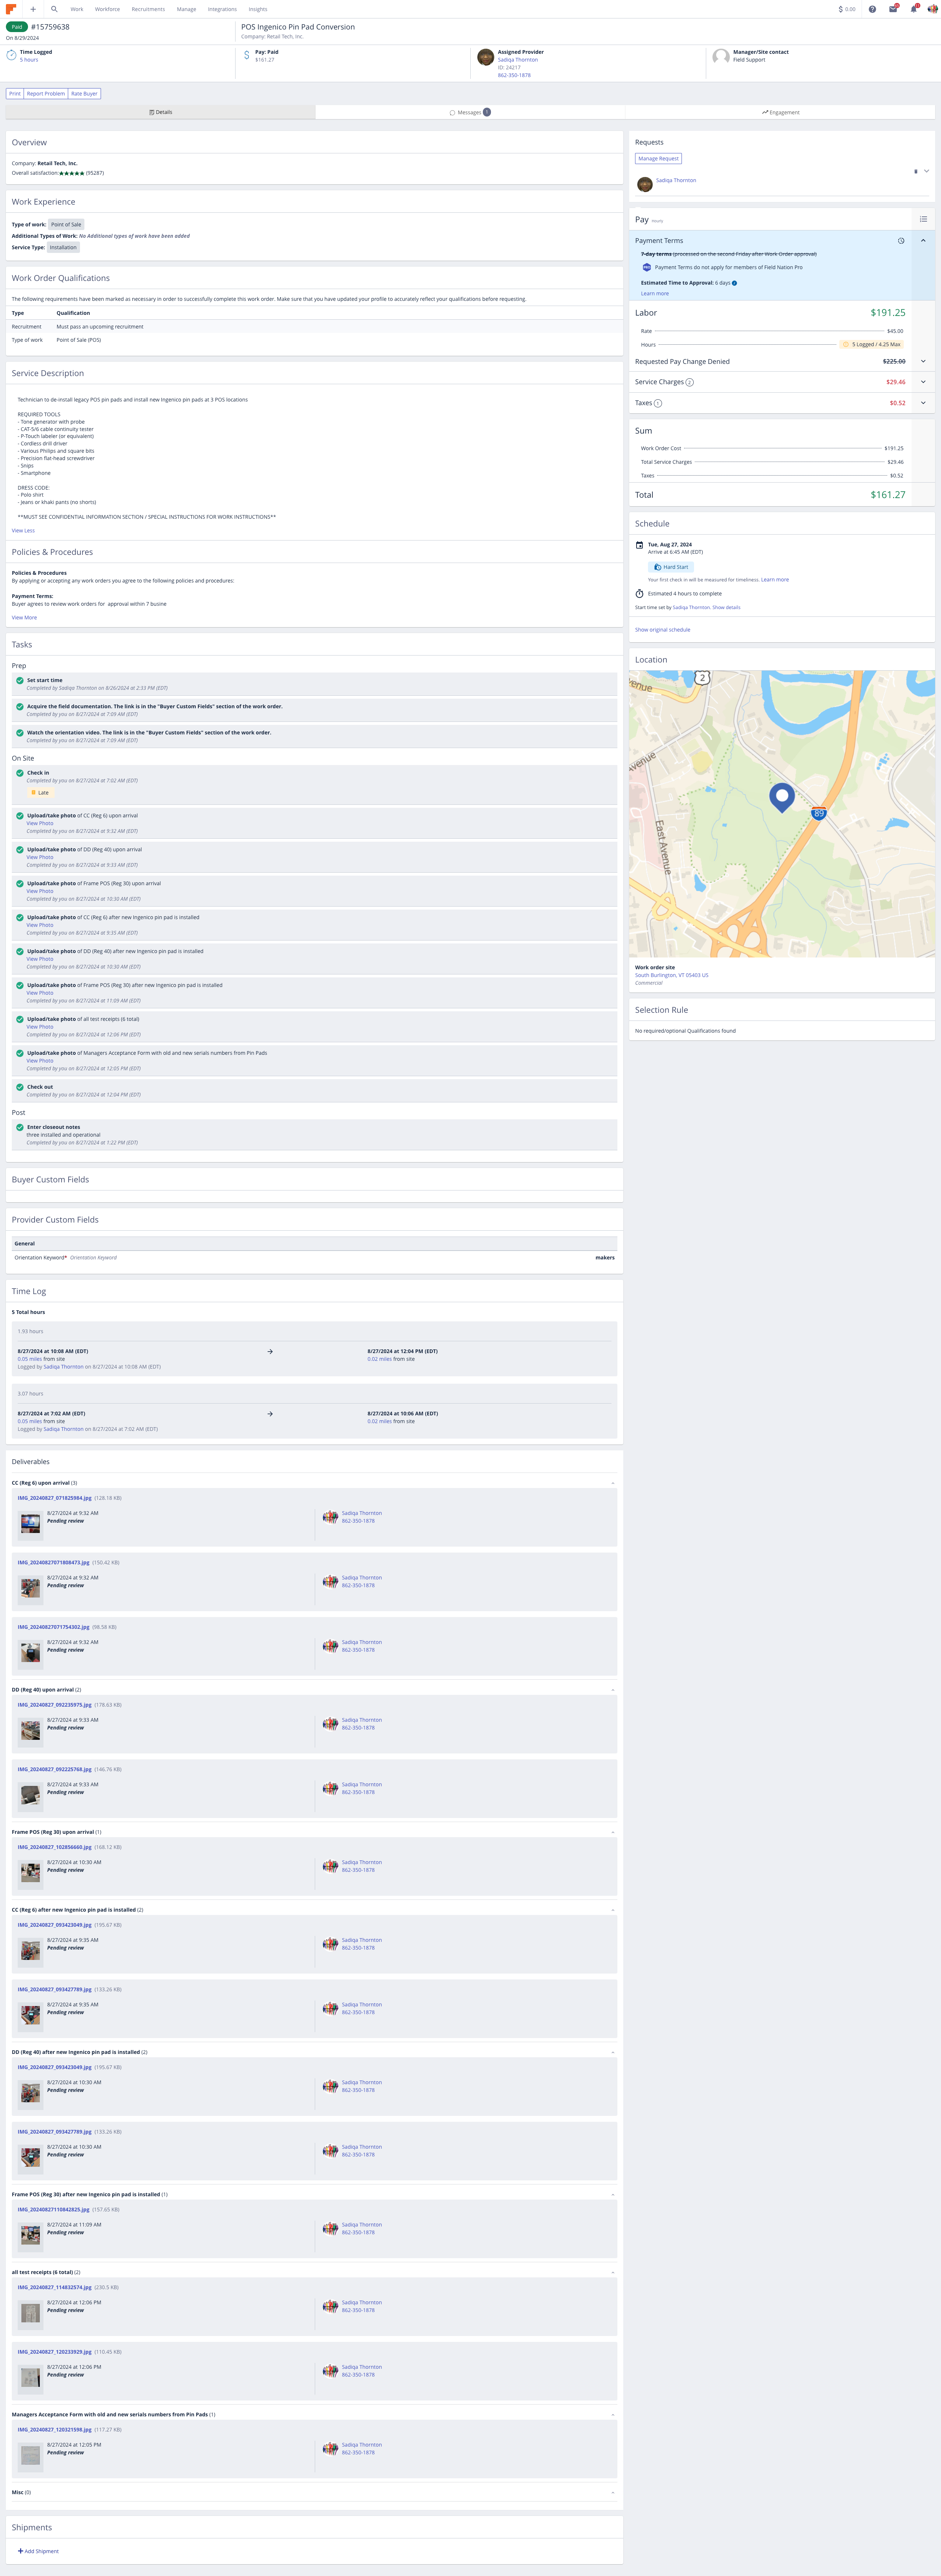 Work
Workforce
Recruitments
Manage
Integrations
Insights
$ 0.00
Paid #15759638
On 8/29/2024
POS Ingenico Pin Pad Conversion
Company: Retail Tech, Inc.
Time Logged
5 hours
Pay: Paid
$161.27
Assigned Provider
Sadiqa Thornton
ID: 24217
862-350-1878
Manager/Site contact
Field Support
Print
Report Problem
Rate Buyer
Details
Messages 1
Engagement
Overview
Company: Retail Tech, Inc.
Overall satisfaction: (95287)
Work Experience
Type of work: Point of Sale
Additional Types of Work: No Additional types of work have been added
Service Type: Installation
Work Order Qualifications
The following requirements have been marked as necessary in order to successfully complete this work order. Make sure that you have updated your profile to accurately reflect your qualifications before requesting.
Type Qualification
Recruitment Must pass an upcoming recruitment
Type of work Point of Sale (POS)
Service Description
Technician to de-install legacy POS pin pads and install new Ingenico pin pads at 3 POS locations
REQUIRED TOOLS
- Tone generator with probe
- CAT-5/6 cable continuity tester
- P-Touch labeler (or equivalent)
- Cordless drill driver
- Various Philips and square bits
- Precision flat-head screwdriver
- Snips
- Smartphone
DRESS CODE:
- Polo shirt
- Jeans or khaki pants (no shorts)
**MUST SEE CONFIDENTIAL INFORMATION SECTION / SPECIAL INSTRUCTIONS FOR WORK INSTRUCTIONS**
View Less
Policies & Procedures
Policies & Procedures
By applying or accepting any work orders you agree to the following policies and procedures:
Payment Terms:
Buyer agrees to review work orders for approval within 7 busine
View More
Tasks
Prep
Set start time
Completed by Sadiqa Thornton on 8/26/2024 at 2:33 PM (EDT)
Acquire the field documentation. The link is in the "Buyer Custom Fields" section of the work order.
Completed by you on 8/27/2024 at 7:09 AM (EDT)
Watch the orientation video. The link is in the "Buyer Custom Fields" section of the work order.
Completed by you on 8/27/2024 at 7:09 AM (EDT)
On Site
Check in
Completed by you on 8/27/2024 at 7:02 AM (EDT)
Late
Upload/take photo of CC (Reg 6) upon arrival
View Photo
Completed by you on 8/27/2024 at 9:32 AM (EDT)
Upload/take photo of DD (Reg 40) upon arrival
View Photo
Completed by you on 8/27/2024 at 9:33 AM (EDT)
Upload/take photo of Frame POS (Reg 30) upon arrival
View Photo
Completed by you on 8/27/2024 at 10:30 AM (EDT)
Upload/take photo of CC (Reg 6) after new Ingenico pin pad is installed
View Photo
Completed by you on 8/27/2024 at 9:35 AM (EDT)
Upload/take photo of DD (Reg 40) after new Ingenico pin pad is installed
View Photo
Completed by you on 8/27/2024 at 10:30 AM (EDT)
Upload/take photo of Frame POS (Reg 30) after new Ingenico pin pad is installed
View Photo
Completed by you on 8/27/2024 at 11:09 AM (EDT)
Upload/take photo of all test receipts (6 total)
View Photo
Completed by you on 8/27/2024 at 12:06 PM (EDT)
Upload/take photo of Managers Acceptance Form with old and new serials numbers from Pin Pads
View Photo
Completed by you on 8/27/2024 at 12:05 PM (EDT)
Check out
Completed by you on 8/27/2024 at 12:04 PM (EDT)
Post
Enter closeout notes
three installed and operational
Completed by you on 8/27/2024 at 1:22 PM (EDT)
Buyer Custom Fields
Provider Custom Fields
General
Orientation Keyword* Orientation Keyword makers
Time Log
5 Total hours
1.93 hours
8/27/2024 at 10:08 AM (EDT) 8/27/2024 at 12:04 PM (EDT)
0.05 miles from site 0.02 miles from site
Logged by Sadiqa Thornton on 8/27/2024 at 10:08 AM (EDT)
3.07 hours
8/27/2024 at 7:02 AM (EDT) 8/27/2024 at 10:06 AM (EDT)
0.05 miles from site 0.02 miles from site
Logged by Sadiqa Thornton on 8/27/2024 at 7:02 AM (EDT)
Deliverables
CC (Reg 6) upon arrival (3)
IMG_20240827_071825984.jpg (128.18 KB)
8/27/2024 at 9:32 AM Sadiqa Thornton
Pending review 862-350-1878
IMG_20240827071808473.jpg (150.42 KB)
8/27/2024 at 9:32 AM Sadiqa Thornton
Pending review 862-350-1878
IMG_20240827071754302.jpg (98.58 KB)
8/27/2024 at 9:32 AM Sadiqa Thornton
Pending review 862-350-1878
DD (Reg 40) upon arrival (2)
IMG_20240827_092235975.jpg (178.63 KB)
8/27/2024 at 9:33 AM Sadiqa Thornton
Pending review 862-350-1878
IMG_20240827_092225768.jpg (146.76 KB)
8/27/2024 at 9:33 AM Sadiqa Thornton
Pending review 862-350-1878
Frame POS (Reg 30) upon arrival (1)
IMG_20240827_102856660.jpg (168.12 KB)
8/27/2024 at 10:30 AM Sadiqa Thornton
Pending review 862-350-1878
CC (Reg 6) after new Ingenico pin pad is installed (2)
IMG_20240827_093423049.jpg (195.67 KB)
8/27/2024 at 9:35 AM Sadiqa Thornton
Pending review 862-350-1878
IMG_20240827_093427789.jpg (133.26 KB)
8/27/2024 at 9:35 AM Sadiqa Thornton
Pending review 862-350-1878
DD (Reg 40) after new Ingenico pin pad is installed (2)
IMG_20240827_093423049.jpg (195.67 KB)
8/27/2024 at 10:30 AM Sadiqa Thornton
Pending review 862-350-1878
IMG_20240827_093427789.jpg (133.26 KB)
8/27/2024 at 10:30 AM Sadiqa Thornton
Pending review 862-350-1878
Frame POS (Reg 30) after new Ingenico pin pad is installed (1)
IMG_20240827110842825.jpg (157.65 KB)
8/27/2024 at 11:09 AM Sadiqa Thornton
Pending review 862-350-1878
all test receipts (6 total) (2)
IMG_20240827_114832574.jpg (230.5 KB)
8/27/2024 at 12:06 PM Sadiqa Thornton
Pending review 862-350-1878
IMG_20240827_120233929.jpg (110.45 KB)
8/27/2024 at 12:06 PM Sadiqa Thornton
Pending review 862-350-1878
Managers Acceptance Form with old and new serials numbers from Pin Pads (1)
IMG_20240827_120321598.jpg (117.27 KB)
8/27/2024 at 12:05 PM Sadiqa Thornton
Pending review 862-350-1878
Misc (0)
Shipments
+ Add Shipment
Requests
Manage Request
Sadiqa Thornton
Pay hourly
Payment Terms
7-day terms (processed on the second Friday after Work Order approval)
Payment Terms do not apply for members of Field Nation Pro
Estimated Time to Approval: 6 days
Learn more
Labor $191.25
Rate $45.00
Hours 5 Logged / 4.25 Max
Requested Pay Change Denied $225.00
Service Charges 2 $29.46
Taxes 1 $0.52
Sum
Work Order Cost $191.25
Total Service Charges $29.46
Taxes $0.52
Total $161.27
Schedule
Tue, Aug 27, 2024
Arrive at 6:45 AM (EDT)
Hard Start
Your first check in will be measured for timeliness. Learn more
Estimated 4 hours to complete
Start time set by Sadiqa Thornton. Show details
Show original schedule
Location
2
enue
Avenue
East Avenue
89
Work order site
South Burlington, VT 05403 US
Commercial
Selection Rule
No required/optional Qualifications found